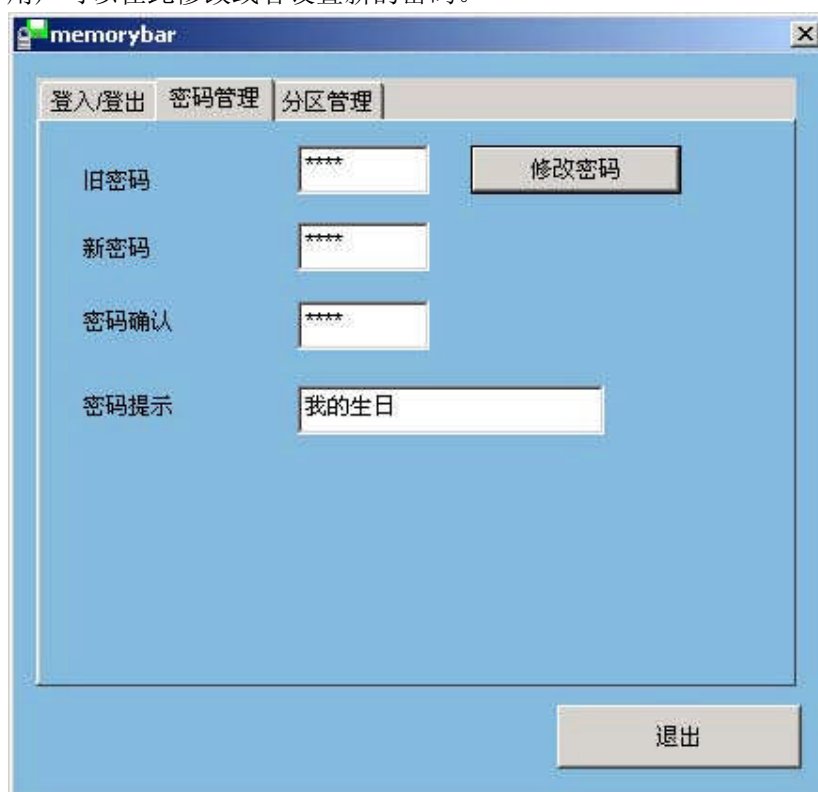 用户可以在此修改或者设置新的密码。
memorybar
登入/登出 密码管理 分区管理
旧密码 **** 修改密码
新密码 ****
密码确认 ****
密码提示 我的生日
退出